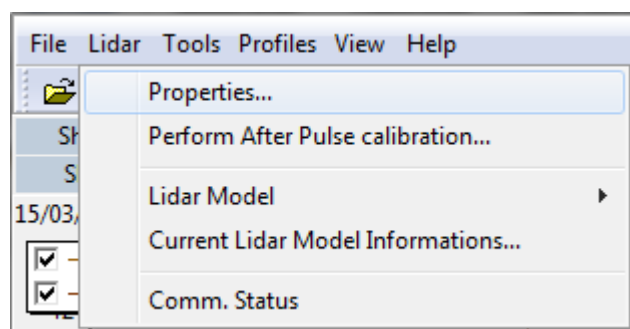 File Lidar Tools Profiles View Help
Properties...
Sh
Perform After Pulse calibration...
S
Lidar Model
15/03/
Current Lidar Model Informations...
Comm. Status